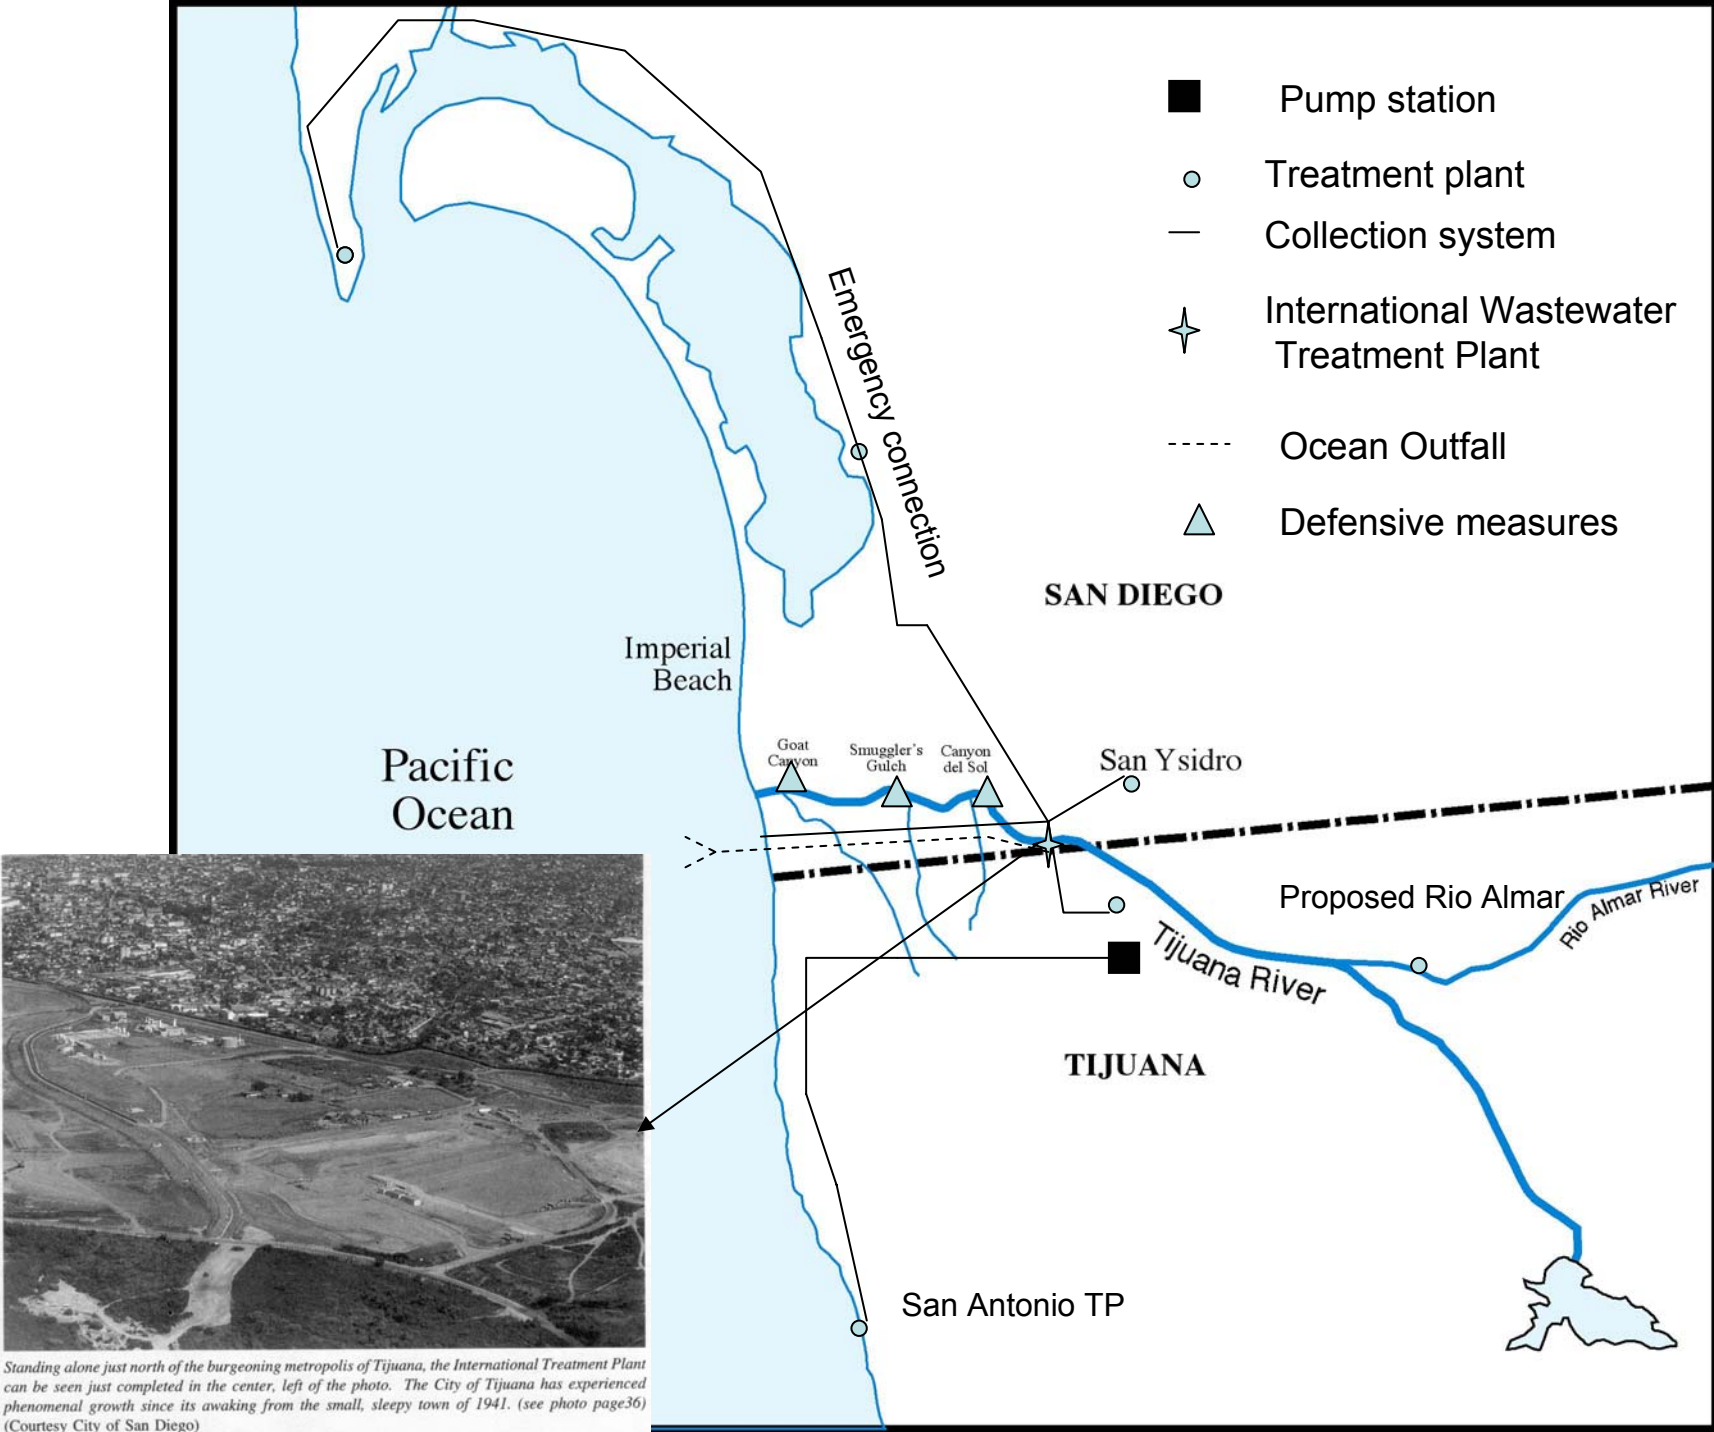 Pump station
Treatment plant
Collection system
International Wastewater
Treatment Plant
Ocean Outfall
Defensive measures
Emergency connection
SAN DIEGO
Imperial
Beach
Pacific
Ocean
Goat
Canyon
Smuggler's
Gulch
Canyon
del Sol
San Ysidro
Proposed Rio Almar
Rio Almar River
Tijuana River
TIJUANA
San Antonio TP
Standing alone just north of the burgeoning metropolis of Tijuana, the International Treatment Plant
can be seen just completed in the center, left of the photo. The City of Tijuana has experienced
phenomenal growth since its awaking from the small, sleepy town of 1941. (see photo page36)
(Courtesy City of San Diego)